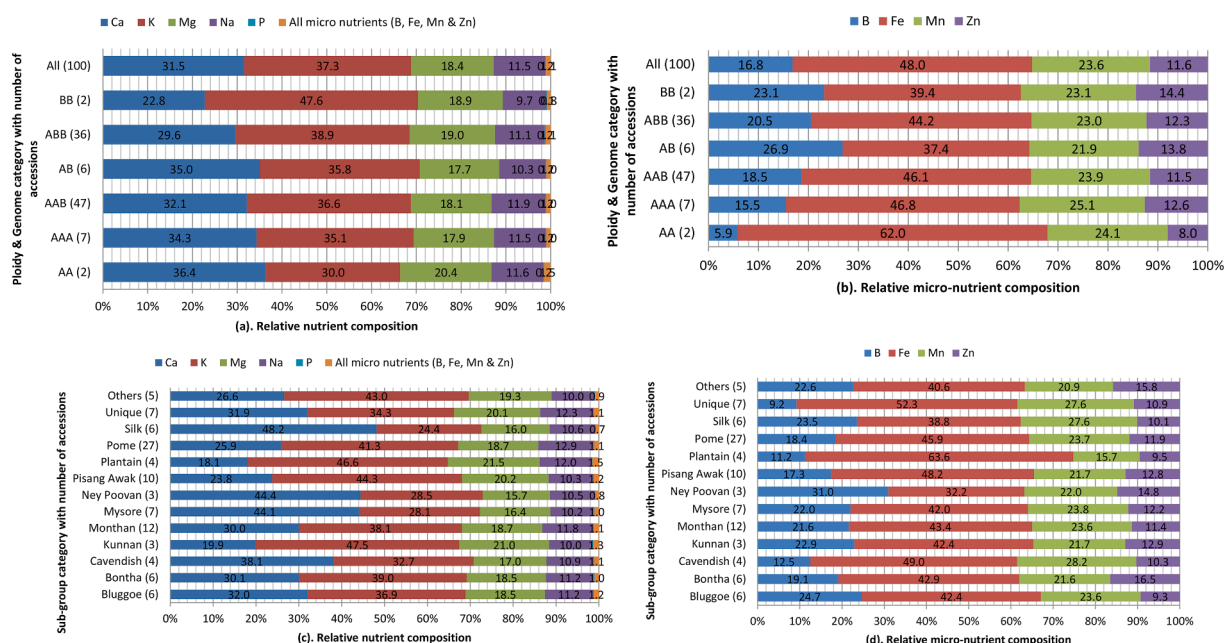 Ca K Mg Na P All micro nutrients (B, Fe, Mn & Zn)
Ploidy & Genome category with number of
accessions
All (100) 31.5 37.3 18.4 11.5
BB (2) 22.8 47.6 18.9 9.7
ABB (36) 29.6 38.9 19.0 11.1
AB (6) 35.0 35.8 17.7 10.3
AAB (47) 32.1 36.6 18.1 11.9
AAA (7) 34.3 35.1 17.9 11.5
AA (2) 36.4 30.0 20.4 11.6
0% 10% 20% 30% 40% 50% 60% 70% 80% 90% 100%
(a). Relative nutrient composition
B Fe Mn Zn
Ploidy & Genome category with
number of accessions
All (100) 16.8 48.0 23.6 11.6
BB (2) 23.1 39.4 23.1 14.4
ABB (36) 20.5 44.2 23.0 12.3
AB (6) 26.9 37.4 21.9 13.8
AAB (47) 18.5 46.1 23.9 11.5
AAA (7) 15.5 46.8 25.1 12.6
AA (2) 5.9 62.0 24.1 8.0
0% 10% 20% 30% 40% 50% 60% 70% 80% 90% 100%
(b). Relative micro-nutrient composition
Ca K Mg Na P All micro nutrients (B, Fe, Mn & Zn)
Sub-group category with number of accessions
Others (5) 26.6 43.0 19.3 10.0 0.9
Unique (7) 31.9 34.3 20.1 12.3 1.1
Silk (6) 48.2 24.4 16.0 10.6 0.7
Pome (27) 25.9 41.3 18.7 12.9 1.1
Plantain (4) 18.1 46.6 21.5 12.0 1.5
Pisang Awak (10) 23.8 44.3 20.2 10.3 1.2
Ney Poovan (3) 44.4 28.5 15.7 10.5 0.8
Mysore (7) 44.1 28.1 16.4 10.2 1.0
Monthan (12) 30.0 38.1 18.7 11.8 1.1
Kunnan (3) 19.9 47.5 21.0 10.0 1.3
Cavendish (4) 38.1 32.7 17.0 10.9 1.1
Bontha (6) 30.1 39.0 18.5 11.2 1.0
Bluggoe (6) 32.0 36.9 18.5 11.2 1.2
0% 10% 20% 30% 40% 50% 60% 70% 80% 90% 100%
(c). Relative nutrient composition
B Fe Mn Zn
Sub-group category with number of accessions
Others (5) 22.6 40.6 20.9 15.8
Unique (7) 9.2 52.3 27.6 10.9
Silk (6) 23.5 38.8 27.6 10.1
Pome (27) 18.4 45.9 23.7 11.9
Plantain (4) 11.2 63.6 15.7 9.5
Pisang Awak (10) 17.3 48.2 21.7 12.8
Ney Poovan (3) 31.0 32.2 22.0 14.8
Mysore (7) 22.0 42.0 23.8 12.2
Monthan (12) 21.6 43.4 23.6 11.4
Kunnan (3) 22.9 42.4 21.7 12.9
Cavendish (4) 12.5 49.0 28.2 10.3
Bontha (6) 19.1 42.9 21.6 16.5
Bluggoe (6) 24.7 42.4 23.6 9.3
0% 10% 20% 30% 40% 50% 60% 70% 80% 90% 100%
(d). Relative micro-nutrient composition